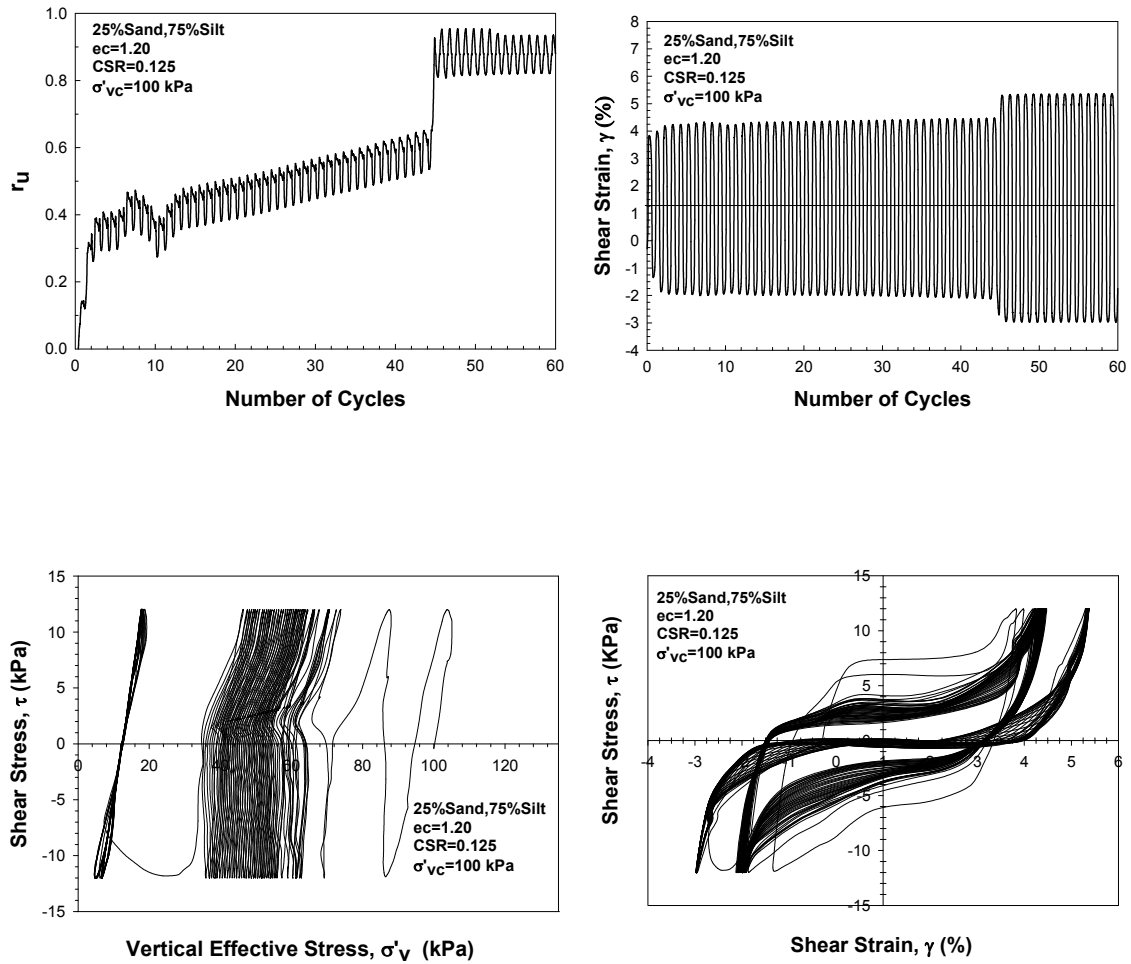 1.0
0.8
0.6
0.4
0.2
0.0
r_u
25%Sand,75%Silt
ec=1.20
CSR=0.125
σ'vc=100 kPa
0 10 20 30 40 50 60
Number of Cycles
8
7
6
5
4
3
2
1
0
-1
-2
-3
-4
Shear Strain, γ (%)
25%Sand,75%Silt
ec=1.20
CSR=0.125
σ'vc=100 kPa
0 10 20 30 40 50 60
Number of Cycles
15
10
5
0
-5
-10
-15
Shear Stress, τ (kPa)
0 20 40 60 80 100 120
25%Sand,75%Silt
ec=1.20
CSR=0.125
σ'vc=100 kPa
Vertical Effective Stress, σ'v (kPa)
15
10
5
0
-5
-10
-15
Shear Stress, τ (KPa)
25%Sand,75%Silt
ec=1.20
CSR=0.125
σ'vc=100 kPa
-4 -3 -2 -1 0 1 2 3 4 5 6
Shear Strain, γ (%)